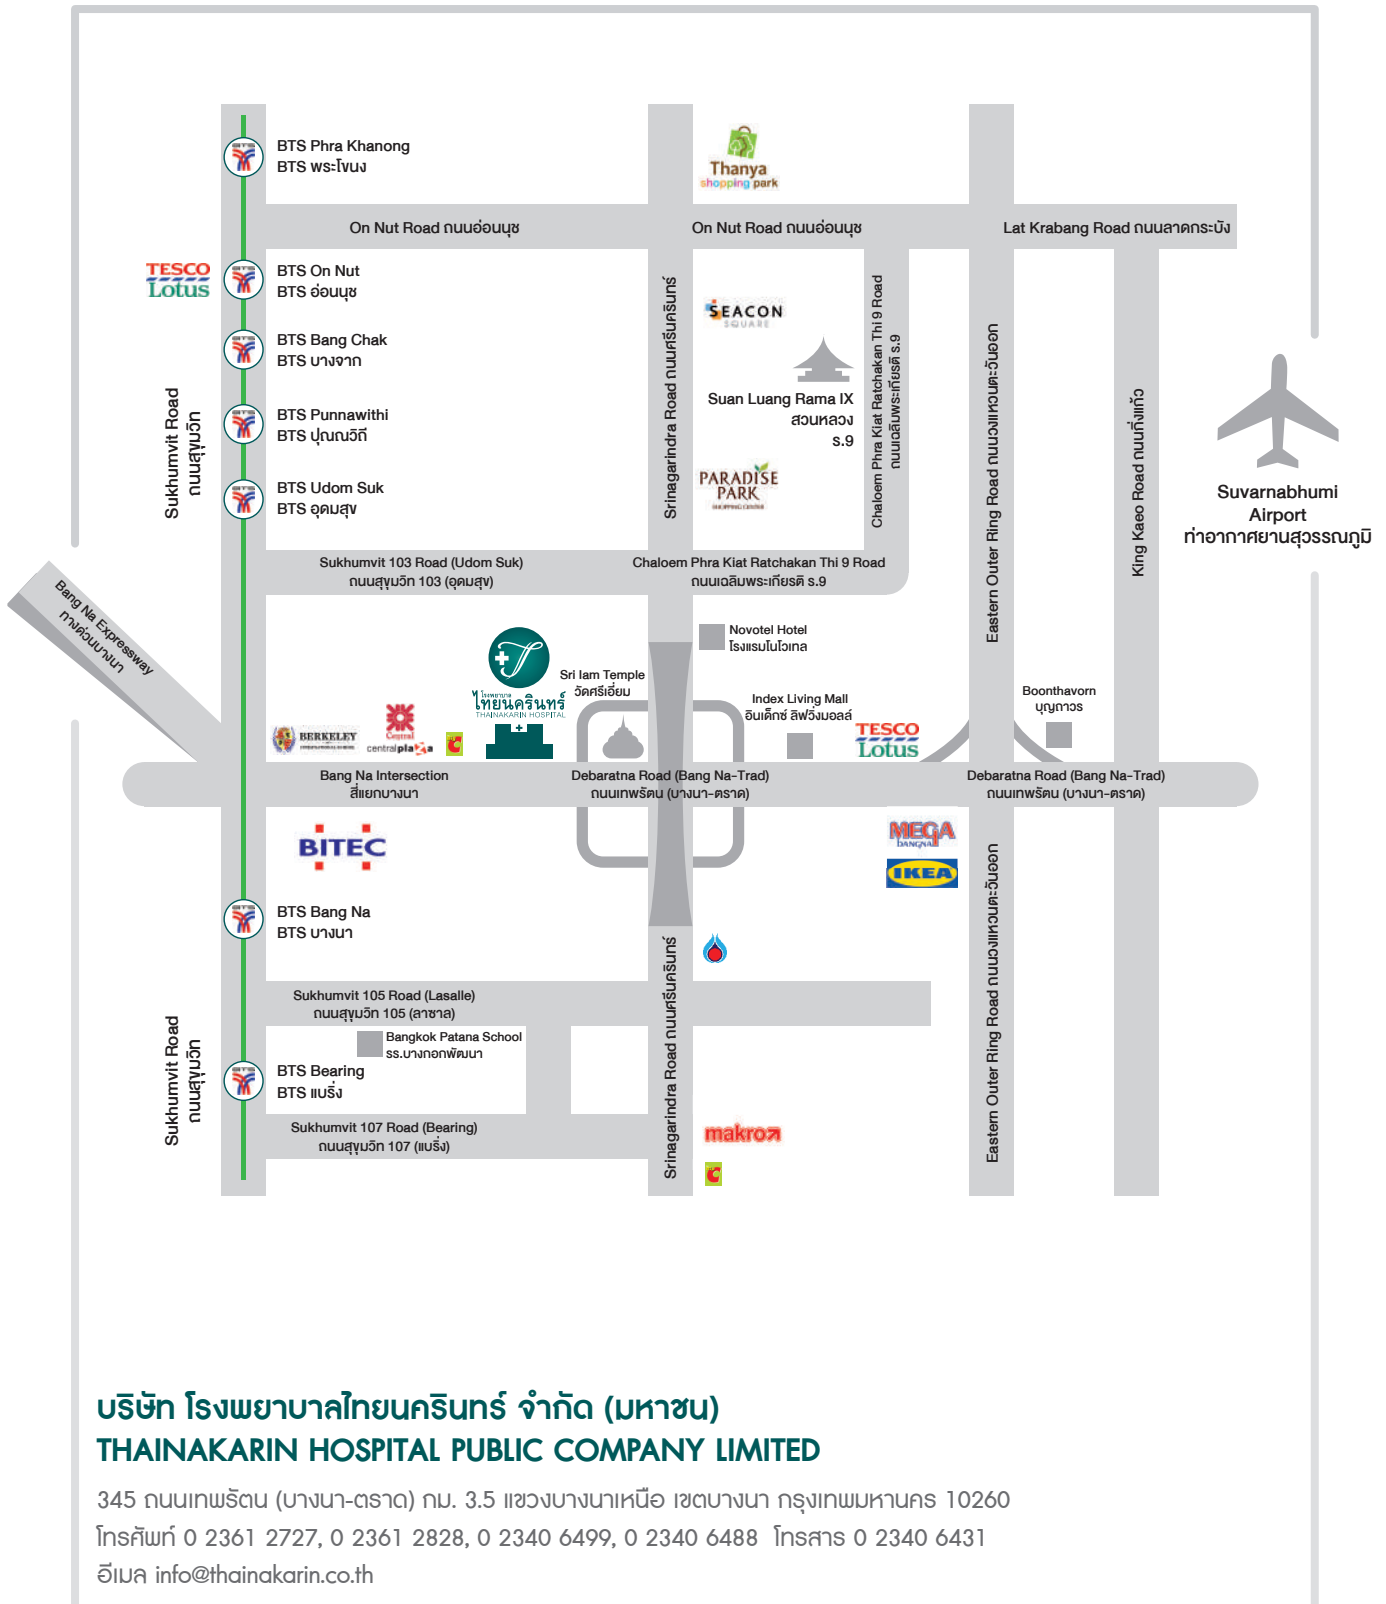 BTS Phra Khanong
BTS พระโขนง
Thanya
shopping park
On Nut Road ถนนอ่อนนุช
On Nut Road ถนนอ่อนนุช
Lat Krabang Road ถนนลาดกระบัง
TESCO
Lotus
BTS On Nut
BTS อ่อนนุช
SEACON
SQUARE
BTS Bang Chak
BTS บางจาก
Sukhumvit Road
ถนนสุขุมวิท
BTS Punnawithi
BTS ปุณณวิถี
BTS Udom Suk
BTS อุดมสุข
Srinagarindra Road ถนนศรีนครินทร์
Suan Luang Rama IX
สวนหลวง
ร.9
PARADISE
PARK
SHOPPING CENTER
Chaloem Phra Kiat Ratchakan Thi 9 Road
ถนนเฉลิมพระเกียรติ ร.9
Eastern Outer Ring Road ถนนวงแหวนตะวันออก
King Kaeo Road ถนนกิ่งแก้ว
Suvarnabhumi
Airport
ท่าอากาศยานสุวรรณภูมิ
Sukhumvit 103 Road (Udom Suk)
ถนนสุขุมวิท 103 (อุดมสุข)
Chaloem Phra Kiat Ratchakan Thi 9 Road
ถนนเฉลิมพระเกียรติ ร.9
Bang Na Expressway
ทางด่วนบางนา
Novotel Hotel
โรงแรมโนโวเทล
โรงพยาบาล
ไทยนครินทร์
THAINAKARIN HOSPITAL
Sri Iam Temple
วัดศรีเอี่ยม
Index Living Mall
อินเด็กซ์ ลิฟวิ่งมอลล์
TESCO
Lotus
Boonthavorn
บุญถาวร
BERKELEY
INTERNATIONAL SCHOOL
Central
centralplaza
Bang Na Intersection
สี่แยกบางนา
Debaratna Road (Bang Na-Trad)
ถนนเทพรัตน (บางนา-ตราด)
Debaratna Road (Bang Na-Trad)
ถนนเทพรัตน (บางนา-ตราด)
BITEC
MEGA
BANGNA
IKEA
BTS Bang Na
BTS บางนา
Sukhumvit 105 Road (Lasalle)
ถนนสุขุมวิท 105 (ลาซาล)
Bangkok Patana School
รร.บางกอกพัฒนา
Sukhumvit Road
ถนนสุขุมวิท
BTS Bearing
BTS แบริ่ง
Srinagarindra Road ถนนศรีนครินทร์
Eastern Outer Ring Road ถนนวงแหวนตะวันออก
Sukhumvit 107 Road (Bearing)
ถนนสุขุมวิท 107 (แบริ่ง)
makro
บริษัท โรงพยาบาลไทยนครินทร์ จำกัด (มหาชน)
THAINAKARIN HOSPITAL PUBLIC COMPANY LIMITED
345 ถนนเทพรัตน (บางนา-ตราด) กม. 3.5 แขวงบางนาเหนือ เขตบางนา กรุงเทพมหานคร 10260
โทรศัพท์ 0 2361 2727, 0 2361 2828, 0 2340 6499, 0 2340 6488 โทรสาร 0 2340 6431
อีเมล info@thainakarin.co.th